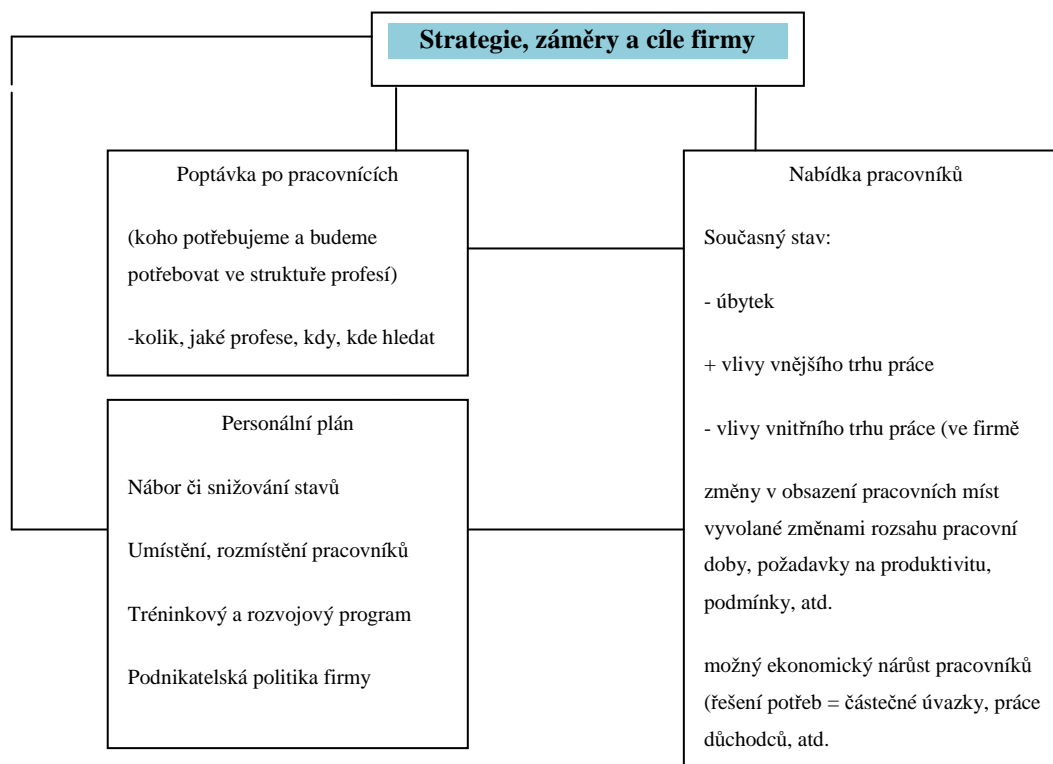 Strategie, záměry a cíle firmy
Poptávka po pracovnících
(koho potřebujeme a budeme
potřebovat ve struktuře profesí)
-kolik, jaké profese, kdy, kde hledat
Personální plán
Nábor či snižování stavů
Umístění, rozmístění pracovníků
Tréninkový a rozvojový program
Podnikatelská politika firmy
Nabídka pracovníků
Současný stav:
- úbytek
+ vlivy vnějšího trhu práce
- vlivy vnitřního trhu práce (ve firmě
změny v obsazení pracovních míst
vyvolané změnami rozsahu pracovní
doby, požadavky na produktivitu,
podmínky, atd.
možný ekonomický nárůst pracovníků
(řešení potřeb = částečné úvazky, práce
důchodců, atd.